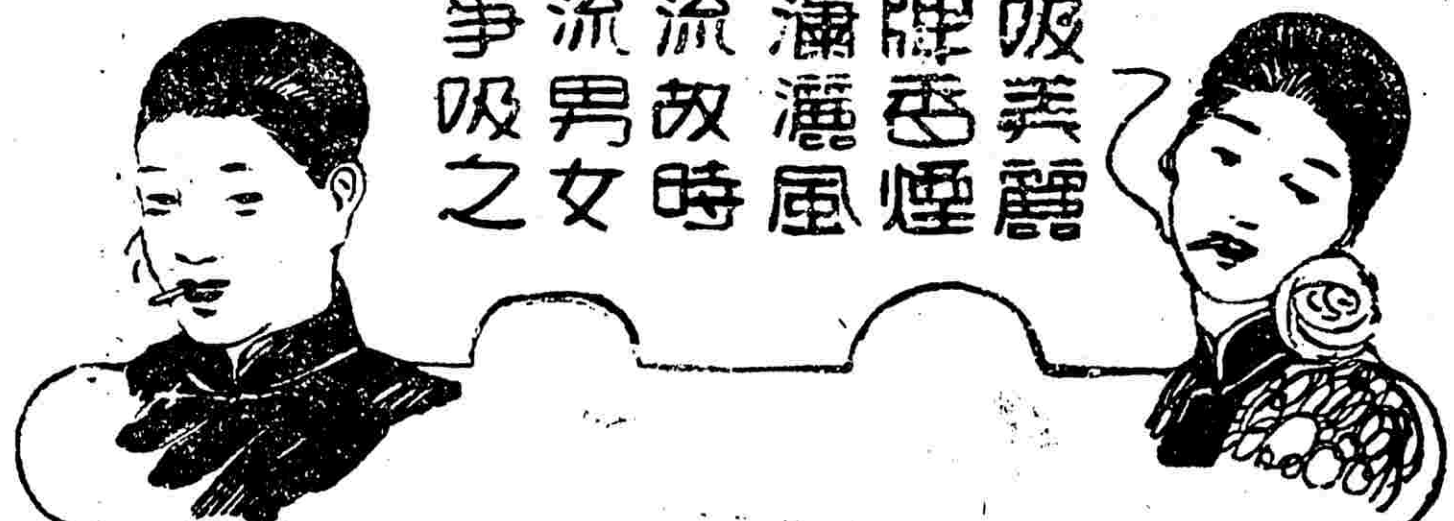 吸美麗
牌香煙
瀟灑風
流故時
流男女
爭吸之